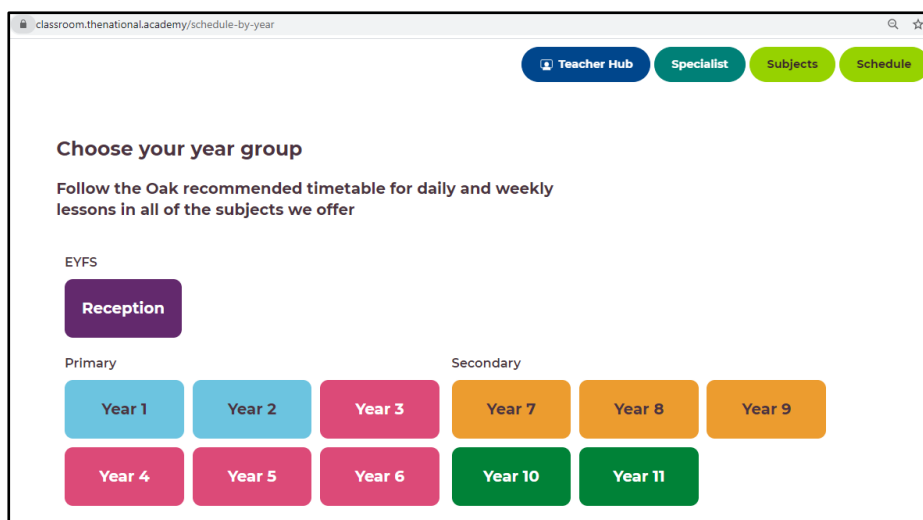 classroom.thenational.academy/schedule-by-year
Teacher Hub Specialist Subjects Schedule
Choose your year group
Follow the Oak recommended timetable for daily and weekly
lessons in all of the subjects we offer
EYFS
Reception
Primary Secondary
Year 1 Year 2 Year 3 Year 7 Year 8 Year 9
Year 4 Year 5 Year 6 Year 10 Year 11